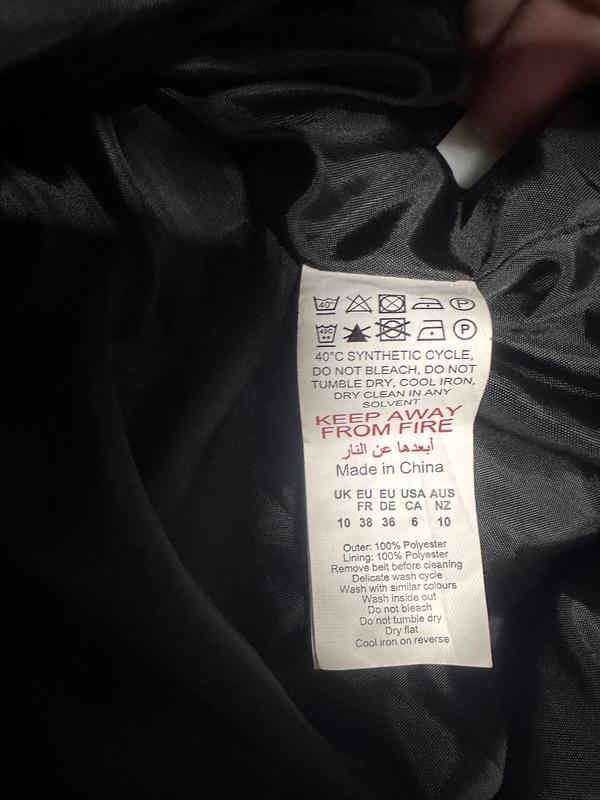 40° P
40C P
40°C SYNTHETIC CYCLE,
DO NOT BLEACH, DO NOT
TUMBLE DRY, COOL IRON,
DRY CLEAN IN ANY
SOLVENT
KEEP AWAY
FROM FIRE
أبعدها عن النار
Made in China
UK EU EU USA AUS
FR DE CA NZ
10 38 36 6 10
Outer: 100% Polyester
Lining: 100% Polyester
Remove belt before cleaning
Delicate wash cycle
Wash with similar colours
Wash inside out
Do not bleach
Do not tumble dry
Dry flat
Cool iron on reverse